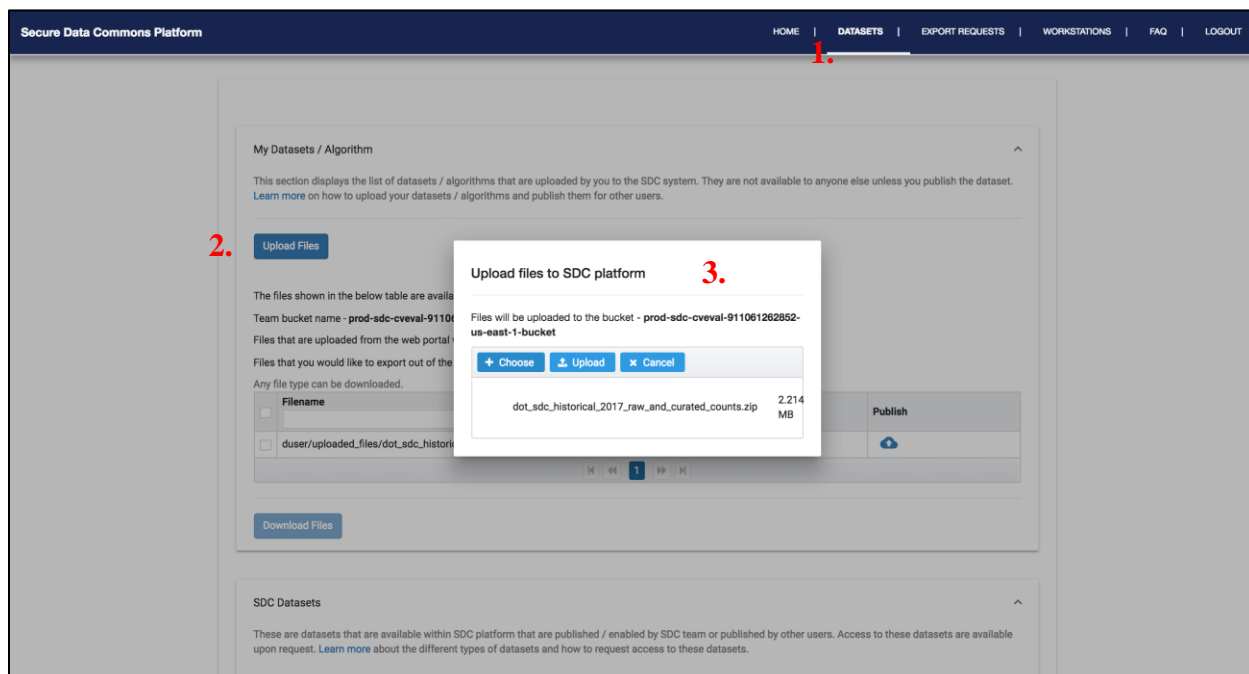 Secure Data Commons Platform
HOME | DATASETS | EXPORT REQUESTS | WORKSTATIONS | FAQ | LOGOUT
1.
My Datasets / Algorithm
This section displays the list of datasets / algorithms that are uploaded by you to the SDC system. They are not available to anyone else unless you publish the dataset.
Learn more on how to upload your datasets / algorithms and publish them for other users.
2.
Upload Files
Upload files to SDC platform
3.
The files shown in the below table are availa
Team bucket name - prod-sdc-cveval-91106
Files that are uploaded from the web portal
Files that you would like to export out of the
Any file type can be downloaded.
Files will be uploaded to the bucket - prod-sdc-cveval-911061262852-
us-east-1-bucket
+ Choose
Upload
× Cancel
dot_sdc_historical_2017_raw_and_curated_counts.zip
2.214
MB
Filename
Publish
duser/uploaded_files/dot_sdc_historic
1
Download Files
SDC Datasets
These are datasets that are available within SDC platform that are published / enabled by SDC team or published by other users. Access to these datasets are available
upon request. Learn more about the different types of datasets and how to request access to these datasets.